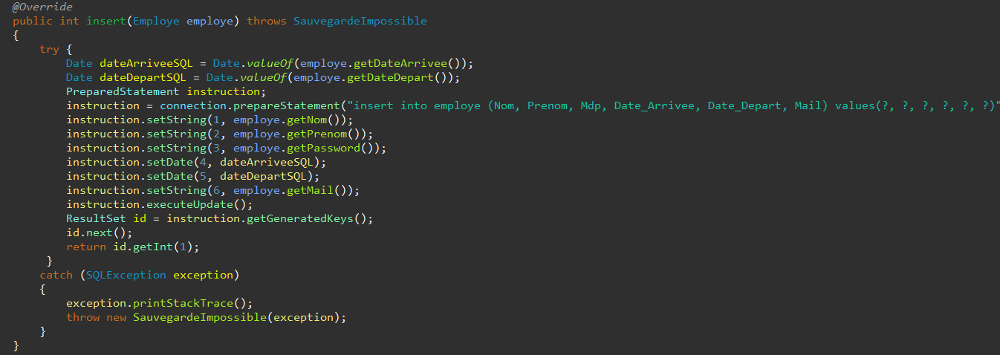 @Override
public int insert(Employe employe) throws SauvegardeImpossible
{
try {
Date dateArriveeSQL = Date.valueOf(employe.getDateArrivee());
Date dateDepartSQL = Date.valueOf(employe.getDateDepart());
PreparedStatement instruction;
instruction = connection.prepareStatement("insert into employe (Nom, Prenom, Mdp, Date_Arrivee, Date_Depart, Mail) values(?, ?, ?, ?, ?, ?)"
instruction.setString(1, employe.getNom());
instruction.setString(2, employe.getPrenom());
instruction.setString(3, employe.getPassword());
instruction.setDate(4, dateArriveeSQL);
instruction.setDate(5, dateDepartSQL);
instruction.setString(6, employe.getMail());
instruction.executeUpdate();
ResultSet id = instruction.getGeneratedKeys();
id.next();
return id.getInt(1);
}
catch (SQLException exception)
{
exception.printStackTrace();
throw new SauvegardeImpossible(exception);
}
}